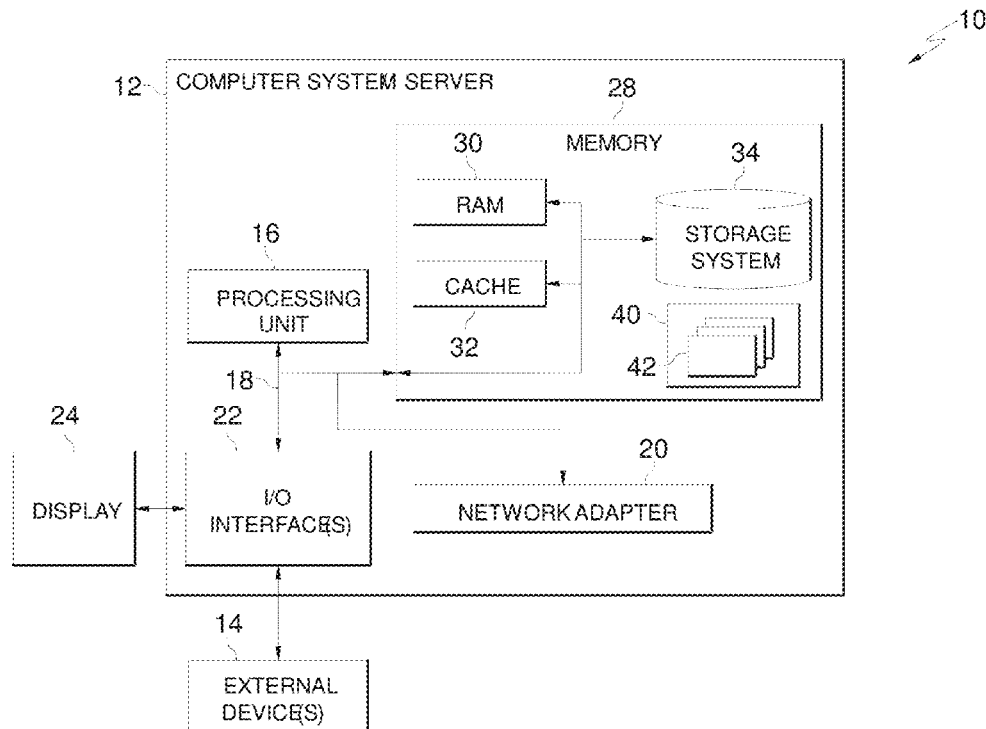 10
12
COMPUTER SYSTEM SERVER
28
MEMORY
30
RAM
34
STORAGE
SYSTEM
16
PROCESSING
UNIT
CACHE
32
40
42
18
24
22
DISPLAY
I/O
INTERFACE(S)
20
NETWORK ADAPTER
14
EXTERNAL
DEVICE(S)